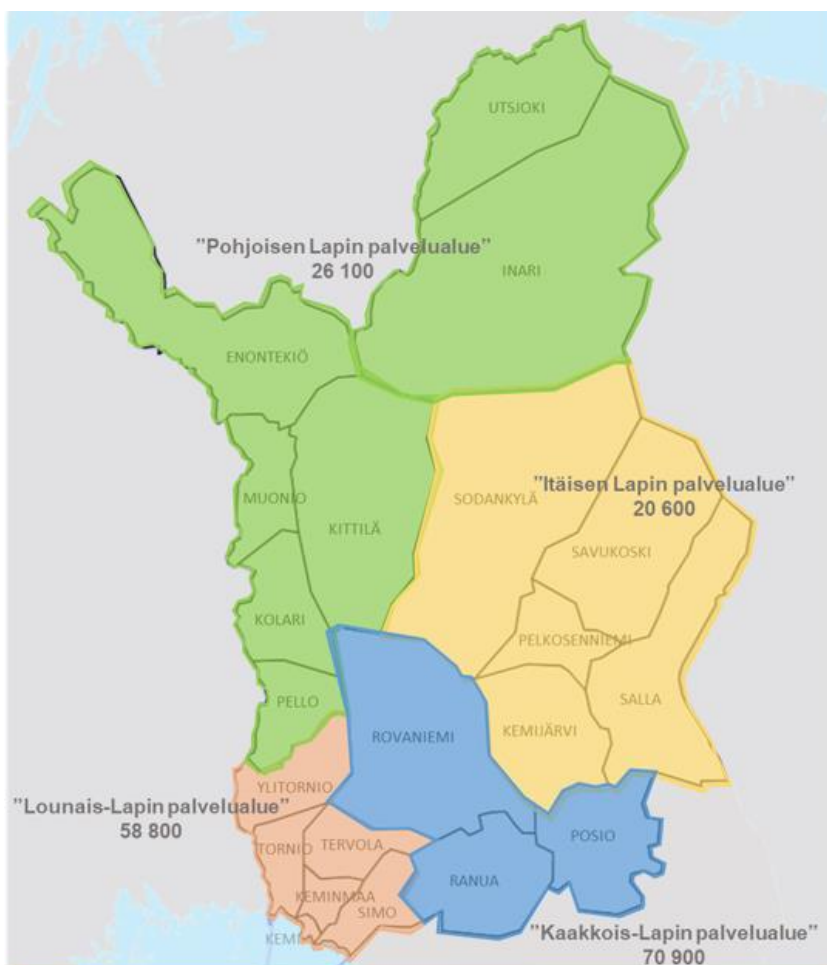 UTSJOKI
"Pohjoisen Lapin palvelualue"
26 100
INARI
ENONTEKIÖ
MUONIO
KITTILÄ
SODANKYLÄ
"Itäisen Lapin palvelualue"
20 600
SAVUKOSKI
KOLARI
PELKOSENNIEMI
PELLO
SALLA
ROVANIEMI
KEMIJÄRVI
YLITORNIO
"Lounais-Lapin palvelualue"
58 800
TORNIO
TERVOLA
POSIO
RANUA
KEMINMAA
SIMO
KEMI
"Kaakkois-Lapin palvelualue"
70 900